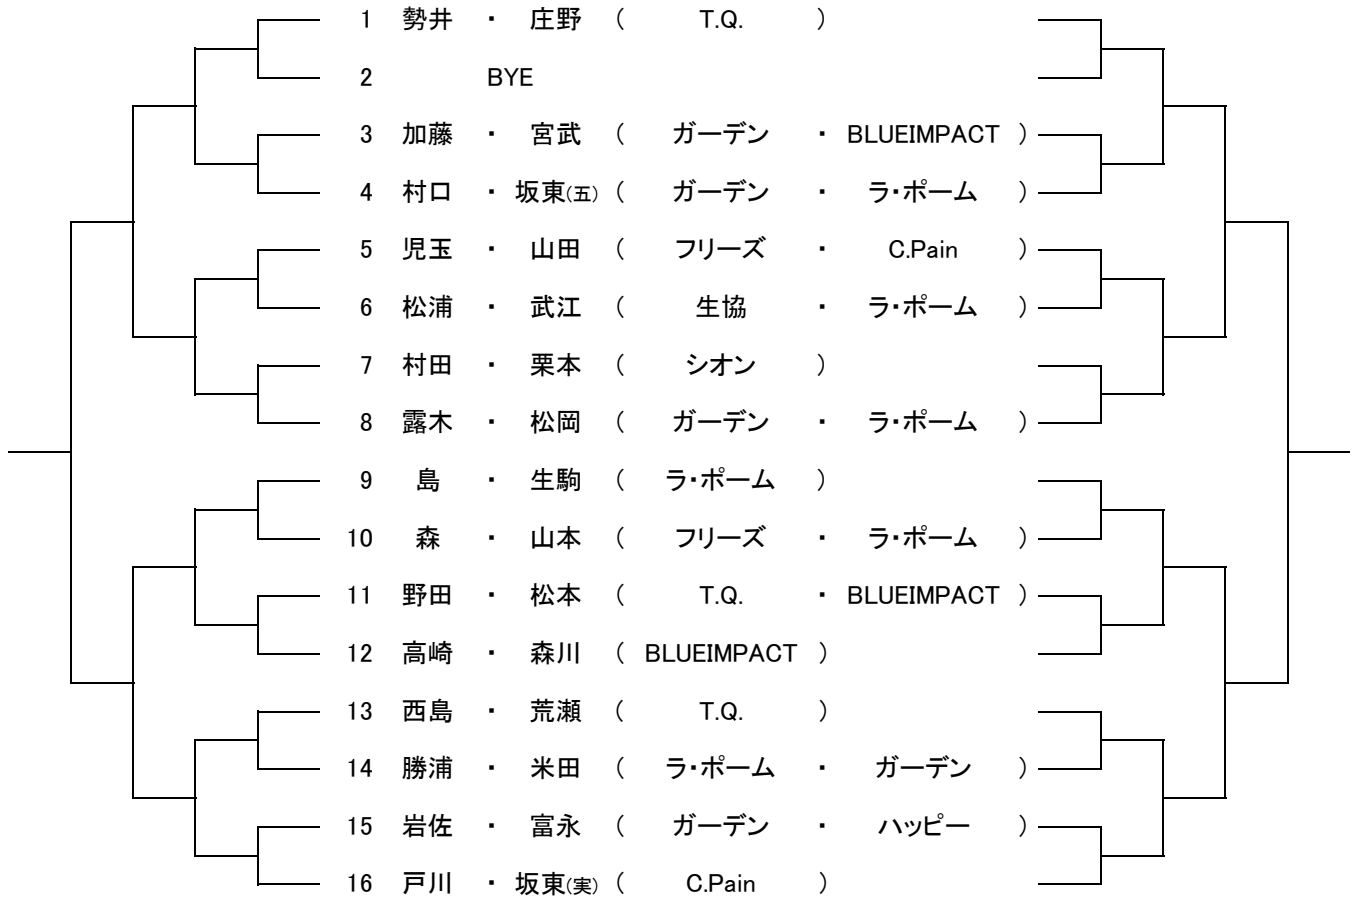 1 勢井 ・ 庄野 ( T.Q. )
2 BYE
3 加藤 ・ 宮武 ( ガーデン ・ BLUEIMPACT )
4 村口 ・ 坂東(五) ( ガーデン ・ ラ・ポーム )
5 児玉 ・ 山田 ( フリーズ ・ C.Pain )
6 松浦 ・ 武江 ( 生協 ・ ラ・ポーム )
7 村田 ・ 栗本 ( シオン )
8 露木 ・ 松岡 ( ガーデン ・ ラ・ポーム )
9 島 ・ 生駒 ( ラ・ポーム )
10 森 ・ 山本 ( フリーズ ・ ラ・ポーム )
11 野田 ・ 松本 ( T.Q. ・ BLUEIMPACT )
12 高崎 ・ 森川 ( BLUEIMPACT )
13 西島 ・ 荒瀬 ( T.Q. )
14 勝浦 ・ 米田 ( ラ・ポーム ・ ガーデン )
15 岩佐 ・ 富永 ( ガーデン ・ ハッピー )
16 戸川 ・ 坂東(実) ( C.Pain )